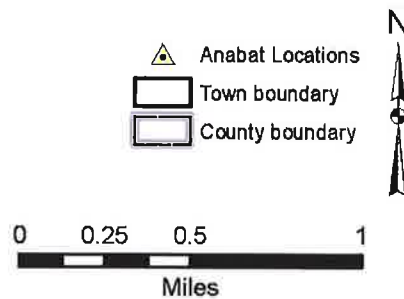 N
Anabat Locations
Town boundary
County boundary
0 0.25 0.5 1
Miles